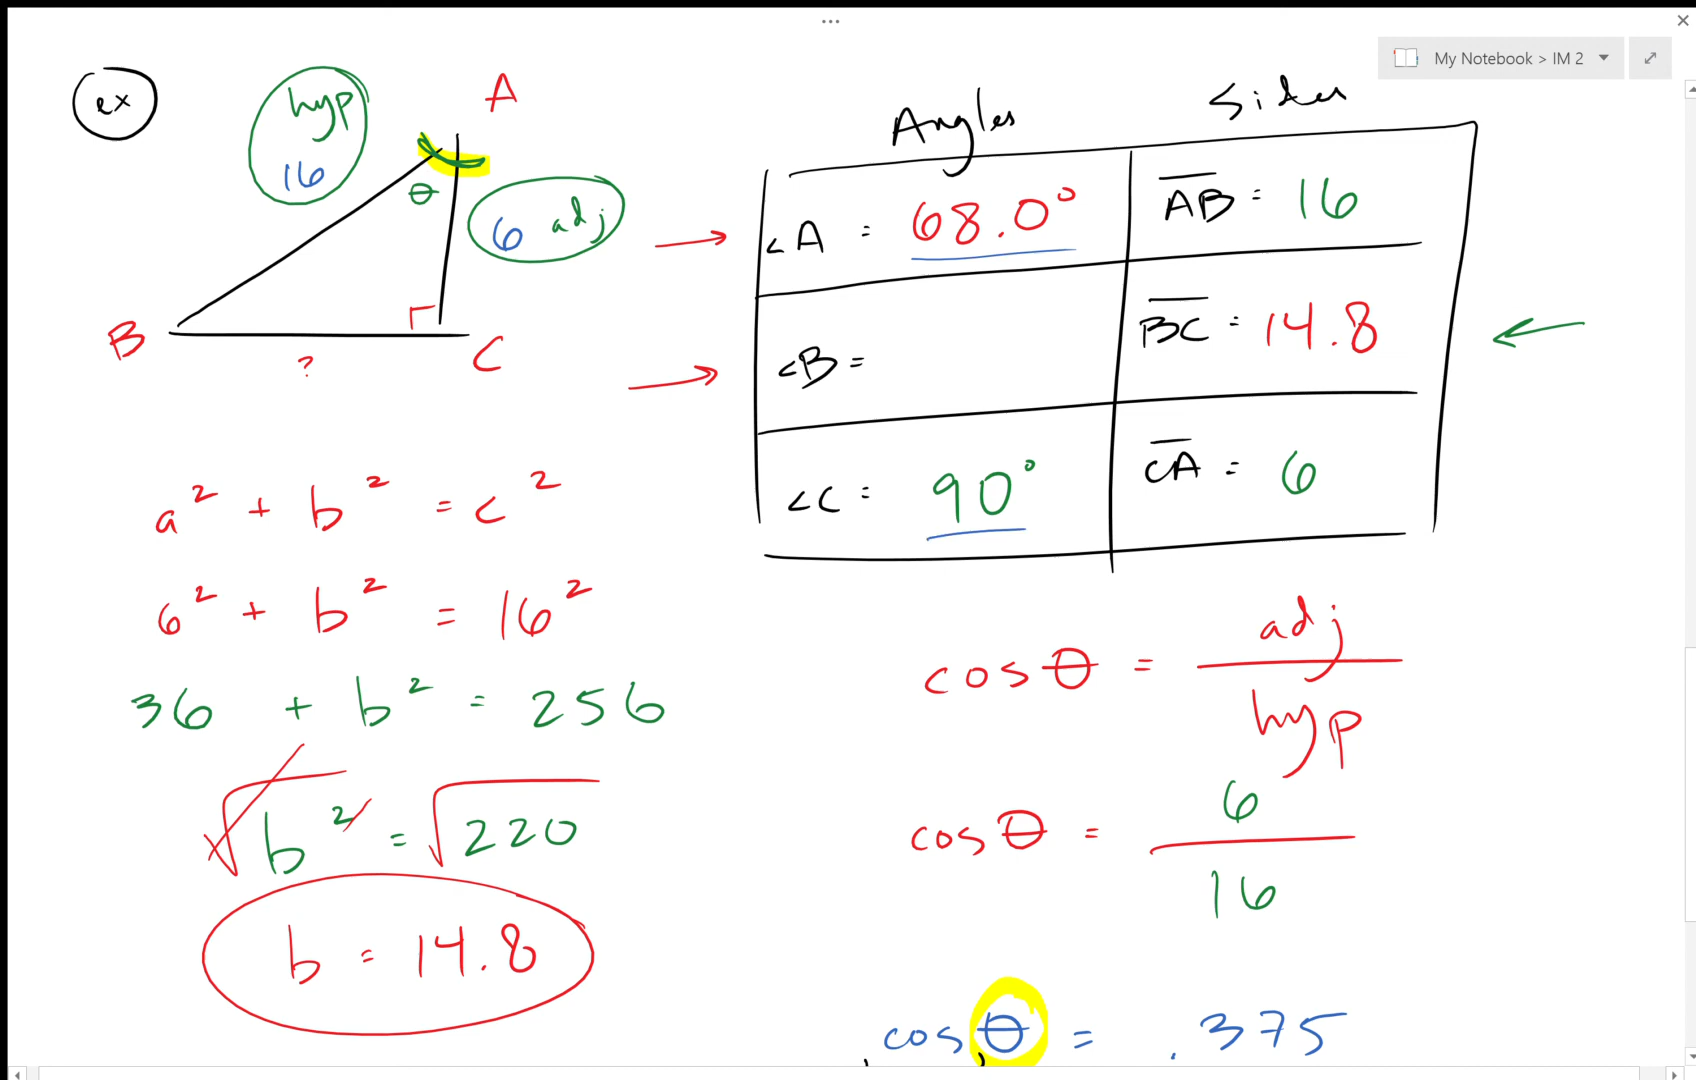 My Notebook > IM 2
ex
hyp
16
A
θ
6 adj
B
?
C
Angles
Sides
<A = 68.0°
AB = 16
<B =
BC = 14.8
<C = 90°
CA = 6
a² + b² = c²
6² + b² = 16²
36 + b² = 256
√b² = √220
b = 14.8
cos θ = adj
hyp
cos θ = 6
16
cos θ = .375